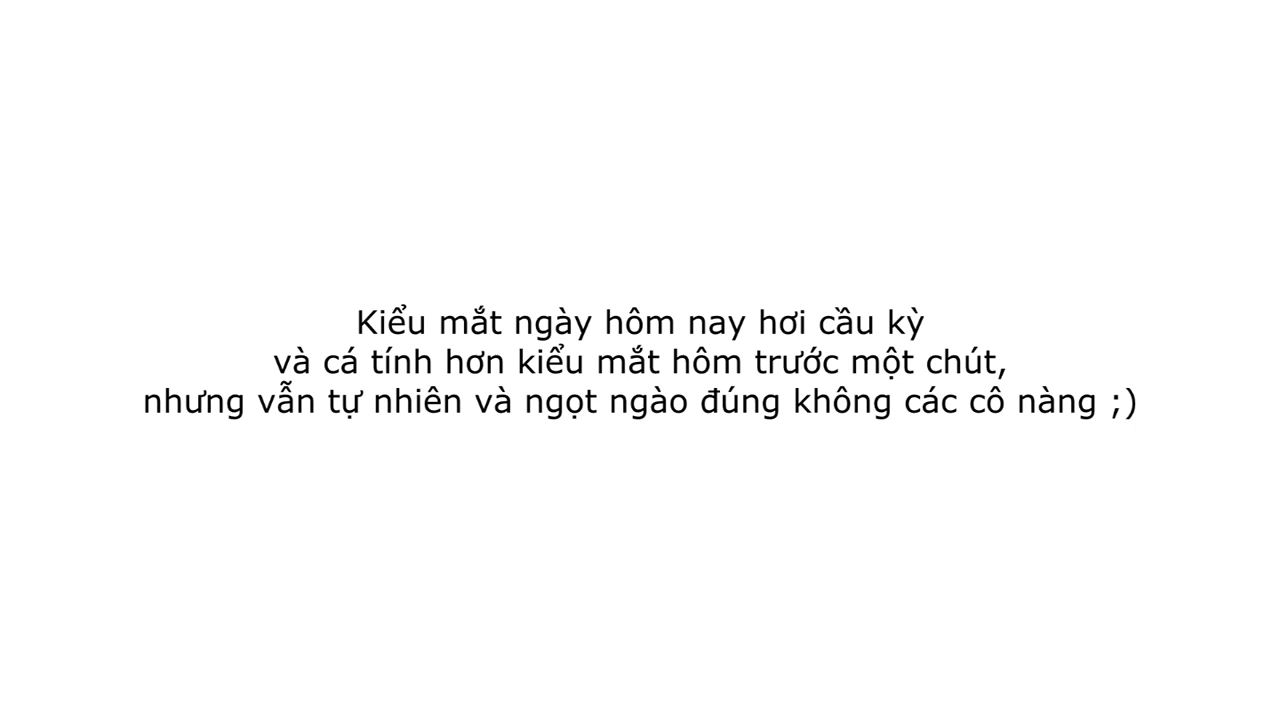 Kiểu mắt ngày hôm nay hơi cầu kỳ
và cá tính hơn kiểu mắt hôm trước một chút,
nhưng vẫn tự nhiên và ngọt ngào đúng không các cô nàng ;)